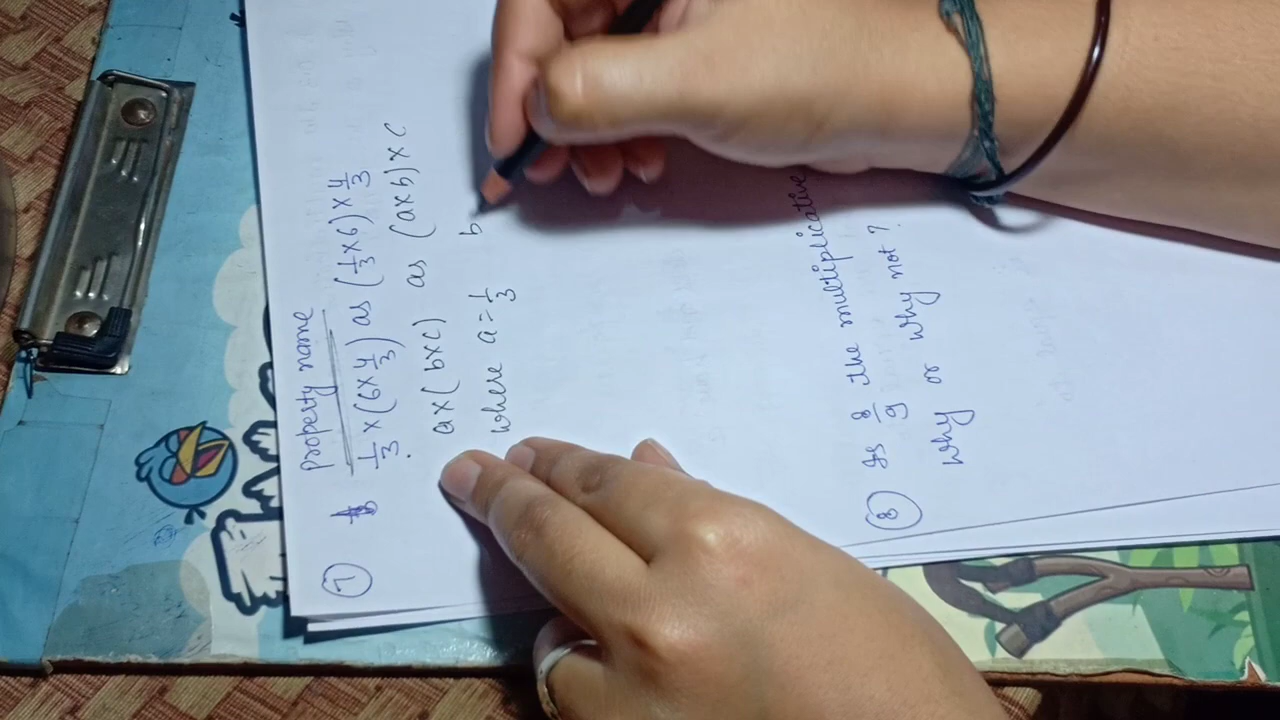 property name
⑦ 1/3 × (6 × 4/3) as (1/3 × 6) × 4/3
a × (b × c) as (a × b) × c
where a = 1/3 b
⑧ Is 8/9 the multiplicative
why or why not ?